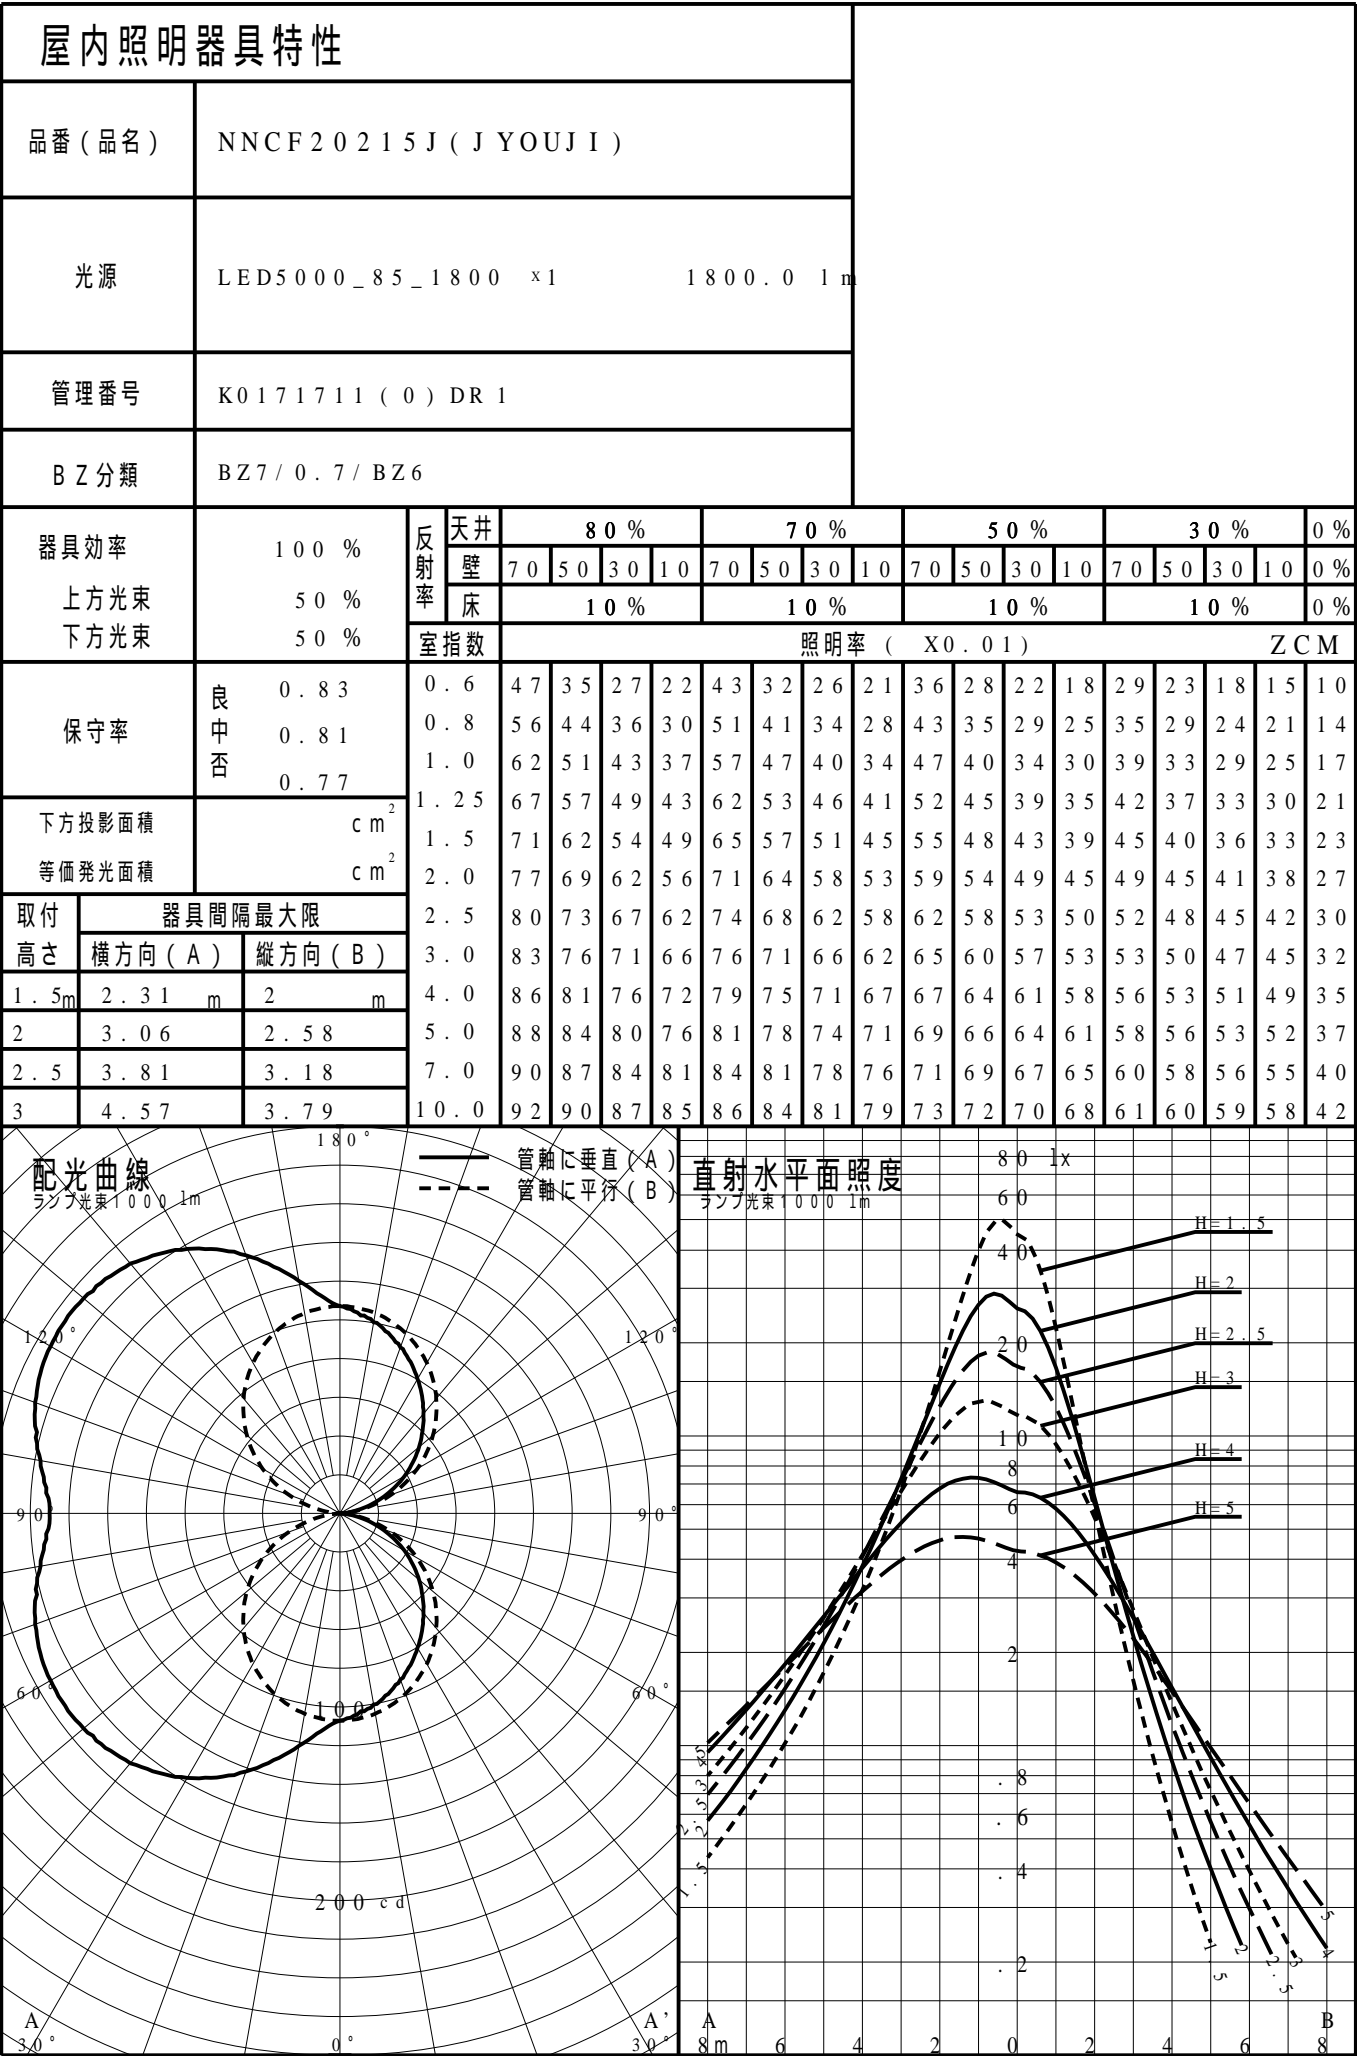 屋内照明器具特性
品番(品名) NNCF20215J(JYOUJI)
光源 LED5000_85_1800 x1 1800.0 lm
管理番号 K0171711(0)DR1
BZ分類 BZ7/0.7/BZ6
器具効率 100 %
上方光束 50 %
下方光束 50 %
保守率 良 0.83
中 0.81
否 0.77
下方投影面積 cm²
等価発光面積 cm²
取付高さ 器具間隔最大限
横方向(A) 縦方向(B)
1.5m 2.31 m 2 m
2 3.06 2.58
2.5 3.81 3.18
3 4.57 3.79
反射率 天井 80% 70% 50% 30% 0%
壁 70 50 30 10 70 50 30 10 70 50 30 10 70 50 30 10 0%
床 10% 10% 10% 10% 0%
室指数 照明率 ( X0.01) ZCM
0.6 47 35 27 22 43 32 26 21 36 28 22 18 29 23 18 15 10
0.8 56 44 36 30 51 41 34 28 43 35 29 25 35 29 24 21 14
1.0 62 51 43 37 57 47 40 34 47 40 34 30 39 33 29 25 17
1.25 67 57 49 43 62 53 46 41 52 45 39 35 42 37 33 30 21
1.5 71 62 54 49 65 57 51 45 55 48 43 39 45 40 36 33 23
2.0 77 69 62 56 71 64 58 53 59 54 49 45 49 45 41 38 27
2.5 80 73 67 62 74 68 62 58 62 58 53 50 52 48 45 42 30
3.0 83 76 71 66 76 71 66 62 65 60 57 53 53 50 47 45 32
4.0 86 81 76 72 79 75 71 67 67 64 61 58 56 53 51 49 35
5.0 88 84 80 76 81 78 74 71 69 66 64 61 58 56 53 52 37
7.0 90 87 84 81 84 81 78 76 71 69 67 65 60 58 56 55 40
10.0 92 90 87 85 86 84 81 79 73 72 70 68 61 60 59 58 42
配光曲線
ランプ光束1000 lm
管軸に垂直(A)
管軸に平行(B)
180°
120° 120°
90 90°
60° 60°
100
200 cd
A A'
30° 0° 30°
直射水平面照度
ランプ光束1000 lm
80 lx
60
40
20
10
8
6
4
2
.8
.6
.4
.2
H=1.5
H=2
H=2.5
H=3
H=4
H=5
5
4
3
2.5
2
1.5
1.5
2
2.5
3
4
5
A B
8m 6 4 2 0 2 4 6 8